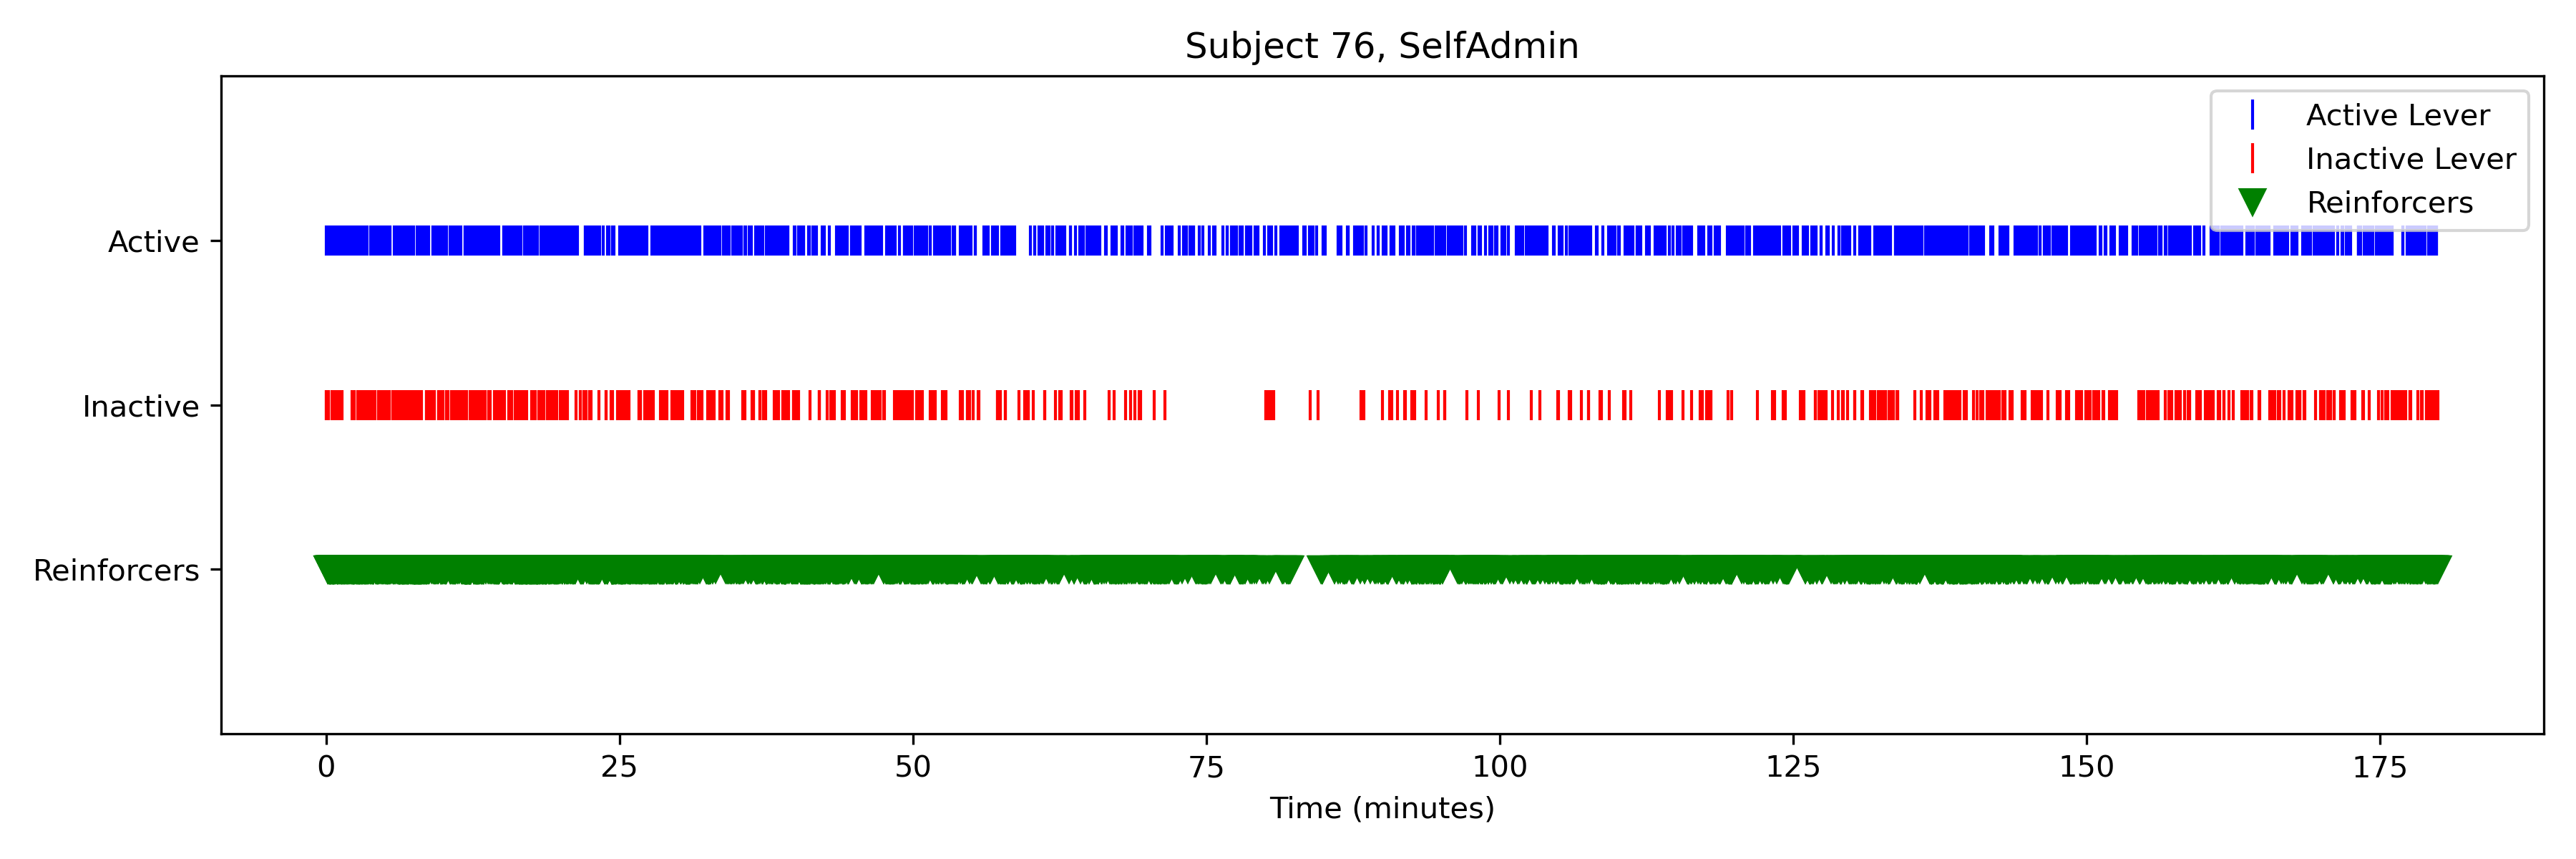 Subject 76, SelfAdmin
Active Lever
Inactive Lever
Reinforcers
Active
Inactive
Reinforcers
0 25 50 75 100 125 150 175
Time (minutes)